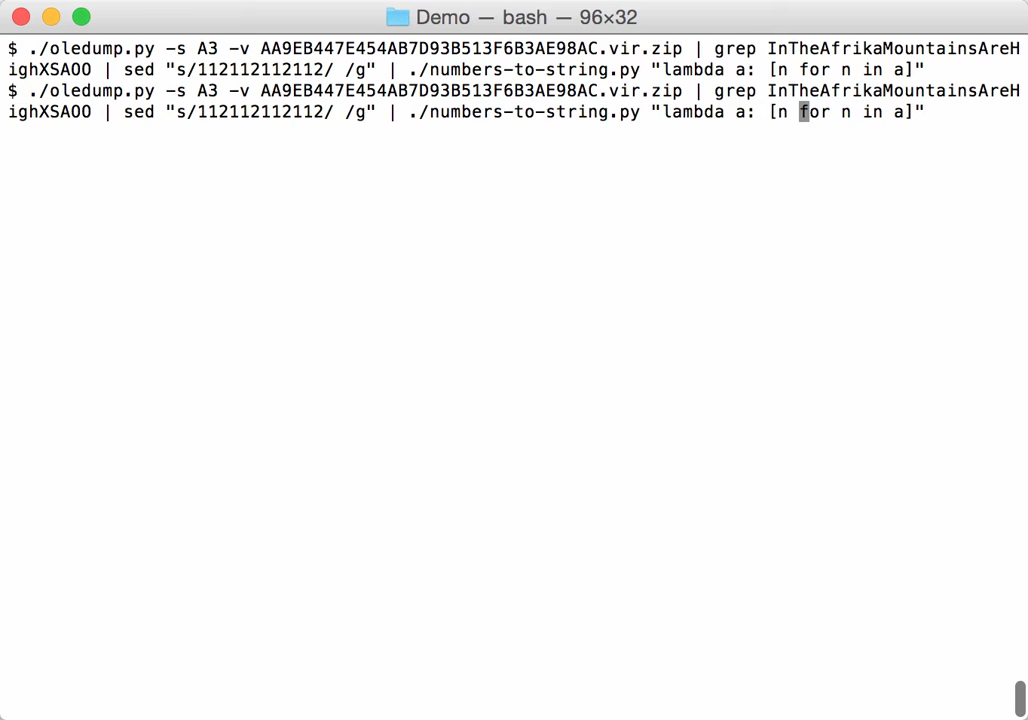 Demo — bash — 96×32
$ ./oledump.py -s A3 -v AA9EB447E454AB7D93B513F6B3AE98AC.vir.zip | grep InTheAfrikaMountainsAreH
ighXSAOO | sed "s/112112112112/ /g" | ./numbers-to-string.py "lambda a: [n for n in a]"
$ ./oledump.py -s A3 -v AA9EB447E454AB7D93B513F6B3AE98AC.vir.zip | grep InTheAfrikaMountainsAreH
ighXSAOO | sed "s/112112112112/ /g" | ./numbers-to-string.py "lambda a: [n for n in a]"